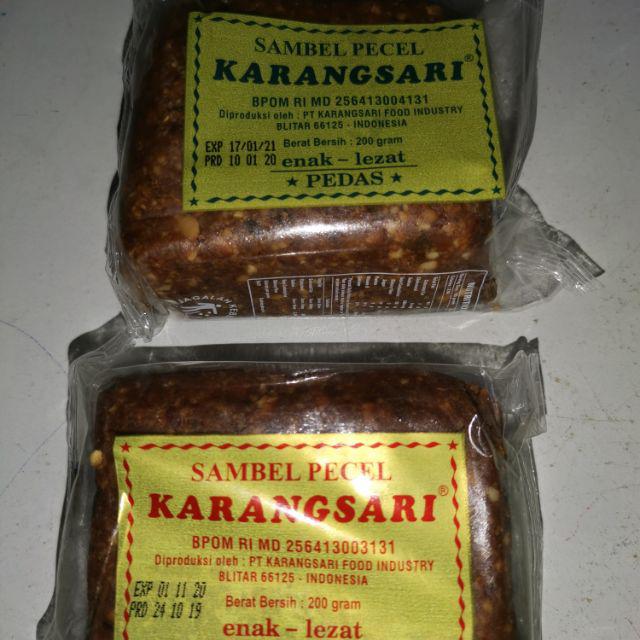 SAMBEL PECEL
KARANGSARI®
BPOM RI MD 256413004131
Diproduksi oleh : PT KARANGSARI FOOD INDUSTRY
BLITAR 66125 - INDONESIA
EXP 17/01/21
PRD 10 01 20
Berat Bersih : 200 gram
enak - lezat
★ PEDAS ★
SAMBEL PECEL
KARANGSARI®
BPOM RI MD 256413003131
Diproduksi oleh : PT KARANGSARI FOOD INDUSTRY
BLITAR 66125 - INDONESIA
EXP 01 11 20
PRD 24 10 19
Berat Bersih : 200 gram
enak - lezat